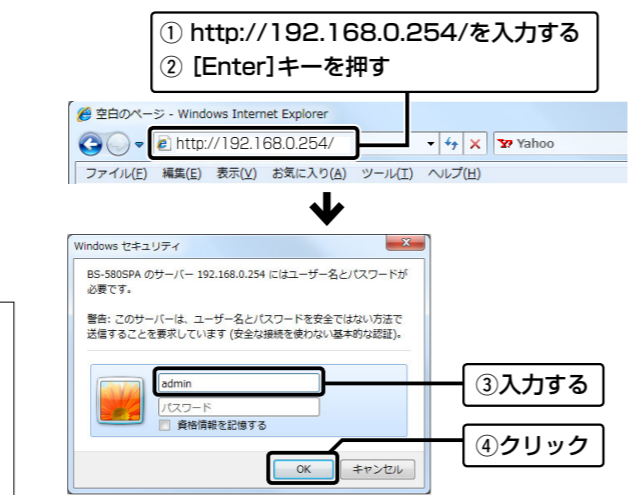 ① http://192.168.0.254/を入力する
② [Enter]キーを押す
空白のページ - Windows Internet Explorer
http://192.168.0.254/
Yahoo
ファイル(F) 編集(E) 表示(V) お気に入り(A) ツール(T) ヘルプ(H)
Windows セキュリティ
BS-580SPA のサーバー 192.168.0.254 にはユーザー名とパスワードが
必要です。
警告: このサーバーは、ユーザー名とパスワードを安全ではない方法で
送信することを要求しています (安全な接続を使わない基本的な認証)。
admin
③入力する
パスワード
資格情報を記憶する
④クリック
OK キャンセル